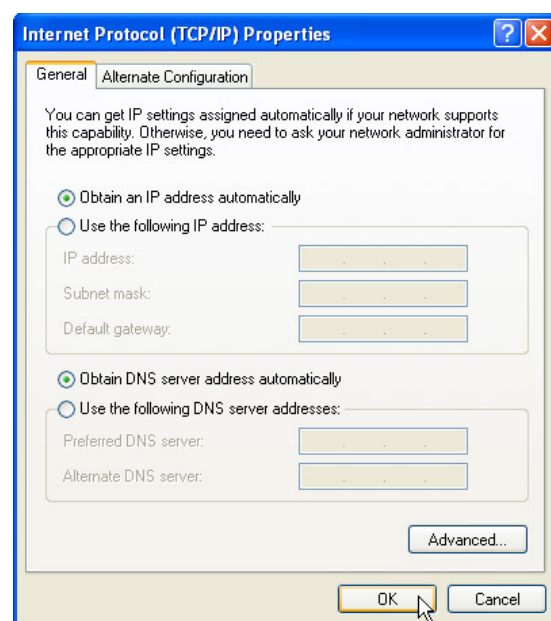 Internet Protocol (TCP/IP) Properties
General
Alternate Configuration
You can get IP settings assigned automatically if your network supports
this capability. Otherwise, you need to ask your network administrator for
the appropriate IP settings.
Obtain an IP address automatically
Use the following IP address:
IP address:
Subnet mask:
Default gateway:
Obtain DNS server address automatically
Use the following DNS server addresses:
Preferred DNS server:
Alternate DNS server:
Advanced...
OK
Cancel